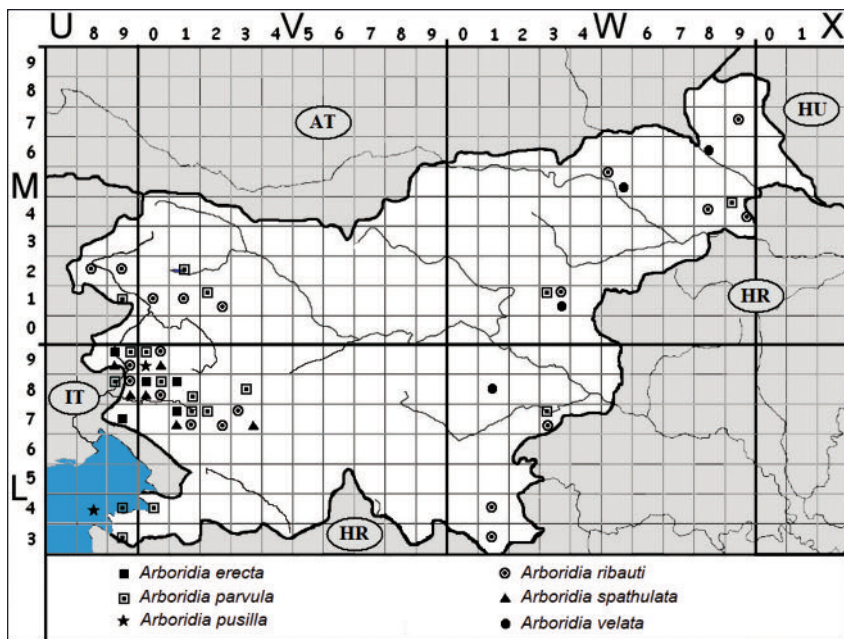 U 8 9 0 1 2 3 4 V 5 6 7 8 9 0 1 2 3 4 W 6 7 8 9 0 1 X
9
8
7
6
M
4
3
2
1
0
9
8
7
6
5
L
4
3
AT
HU
HR
IT
HR
Arboridia erecta
Arboridia parvula
Arboridia pusilla
Arboridia ribauti
Arboridia spathulata
Arboridia velata